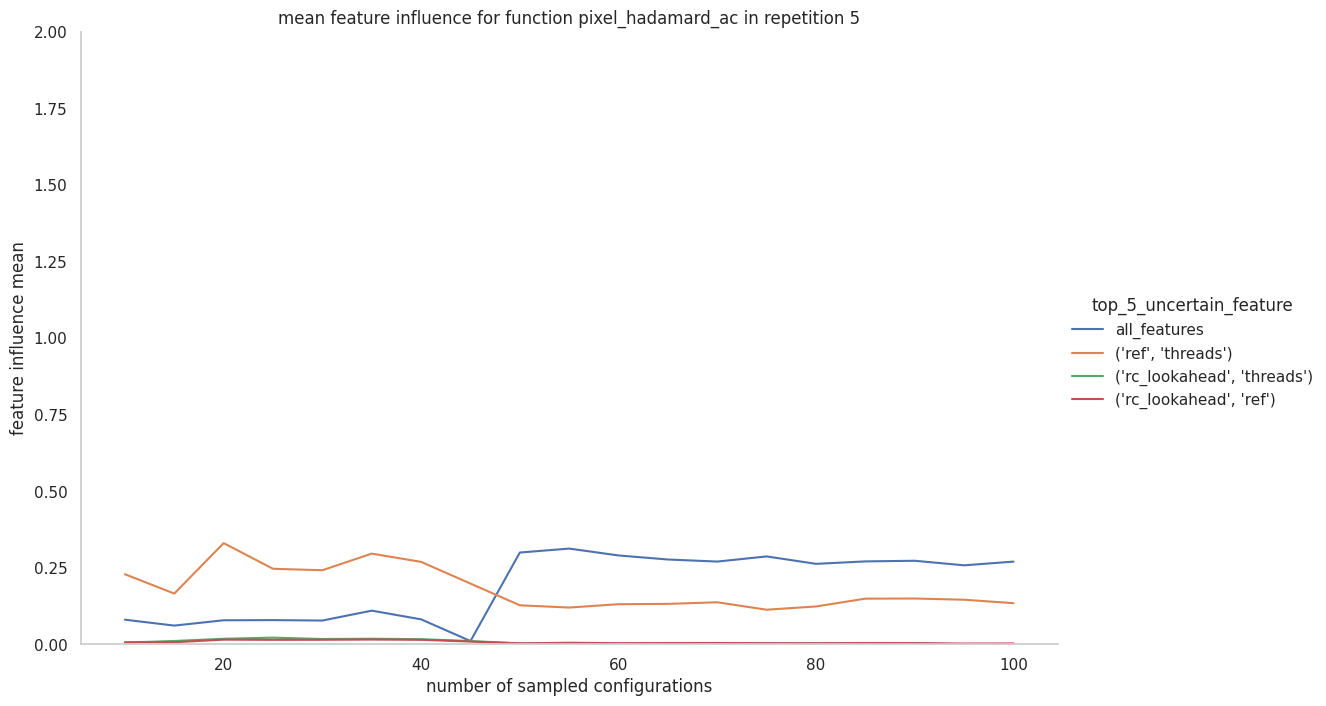 mean feature influence for function pixel_hadamard_ac in repetition 5
2.00
1.75
1.50
1.25
1.00
0.75
0.50
0.25
0.00
feature influence mean
20
40
60
80
100
number of sampled configurations
top_5_uncertain_feature
all_features
('ref', 'threads')
('rc_lookahead', 'threads')
('rc_lookahead', 'ref')